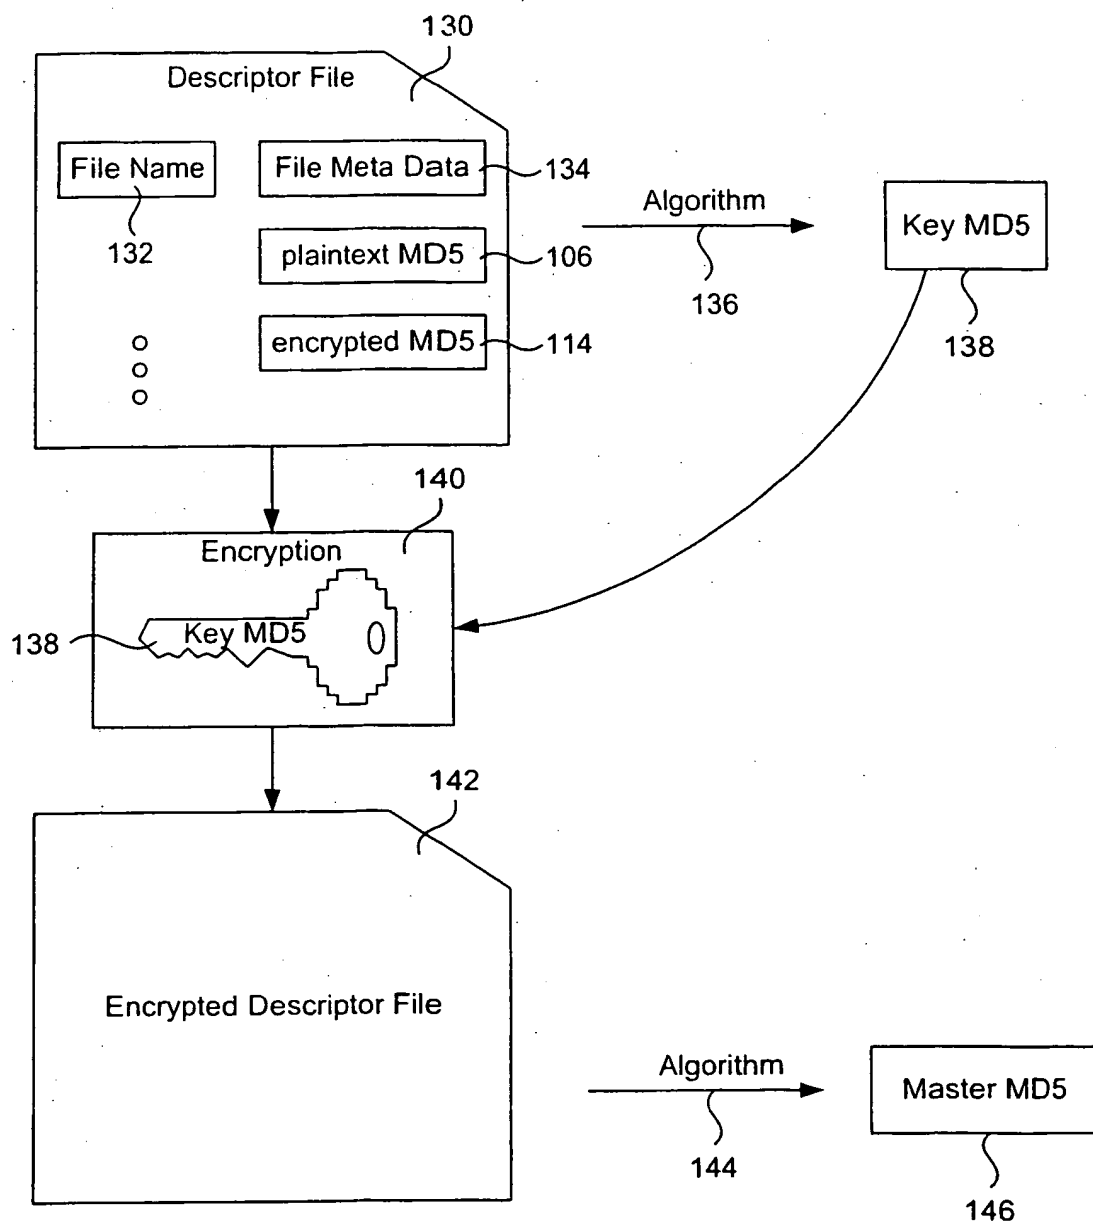 130
Descriptor File
File Name
File Meta Data
134
132
plaintext MD5
106
encrypted MD5
114
Algorithm
136
Key MD5
138
140
Encryption
Key MD5
138
142
Encrypted Descriptor File
Algorithm
144
Master MD5
146